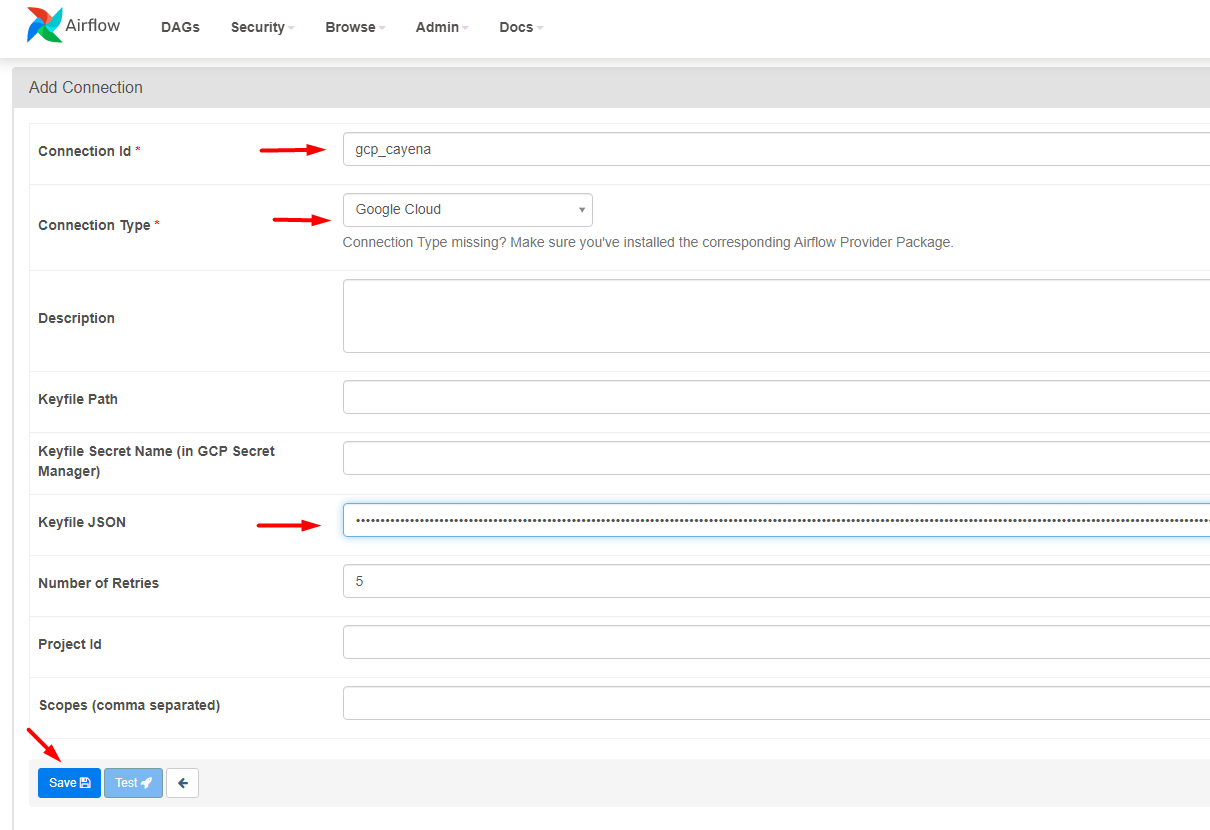 Airflow DAGs Security Browse Admin Docs
Add Connection
Connection Id * gcp_cayena
Connection Type * Google Cloud
Connection Type missing? Make sure you've installed the corresponding Airflow Provider Package.
Description
Keyfile Path
Keyfile Secret Name (in GCP Secret
Manager)
Keyfile JSON
Number of Retries 5
Project Id
Scopes (comma separated)
Save Test